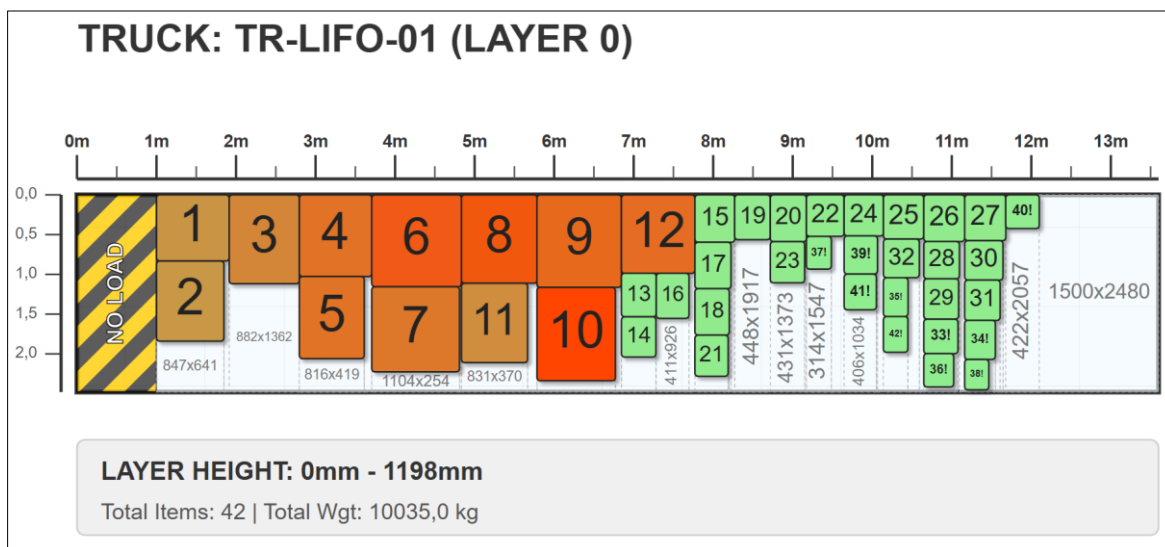 TRUCK: TR-LIFO-01 (LAYER 0)
0m 1m 2m 3m 4m 5m 6m 7m 8m 9m 10m 11m 12m 13m
0,0
0,5
1,0
1,5
2,0
NO LOAD
1 3 4 6 8 9 12 15 19 20 22 24 25 26 27 40!
2 5 7 11 10 13 16 17 23 37! 39! 32 28 30
14 18 41! 35! 29 31
21 42! 33! 34!
36! 38!
847x641
882x1362
816x419
1104x254
831x370
411x926
448x1917
431x1373
314x1547
406x1034
422x2057
1500x2480
LAYER HEIGHT: 0mm - 1198mm
Total Items: 42 | Total Wgt: 10035,0 kg